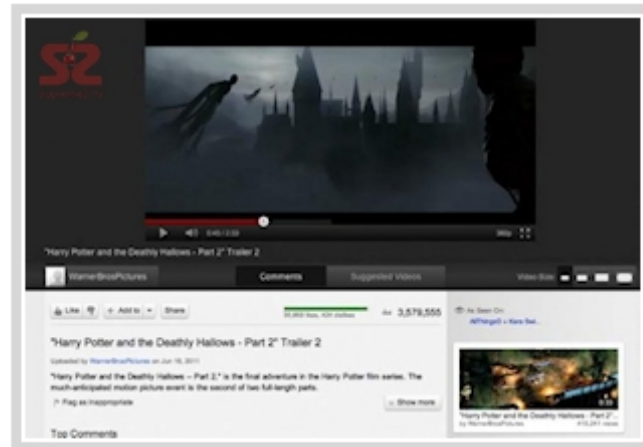 "Harry Potter and the Deathly Hallows - Part 2" Trailer 2
WarnerBrosPictures
Comments
Suggested Videos
Video Size:
Like
Add to
Share
3,579,555
As Seen On:
"Harry Potter and the Deathly Hallows - Part 2" Trailer 2
Uploaded by WarnerBrosPictures on Jun 16, 2011
"Harry Potter and the Deathly Hallows – Part 2," is the final adventure in the Harry Potter film series. The
much-anticipated motion picture event is the second of two full-length parts.
Flag as inappropriate
Show more
"Harry Potter and the Deathly Hallows - Part 2"...
by WarnerBrosPictures
Top Comments